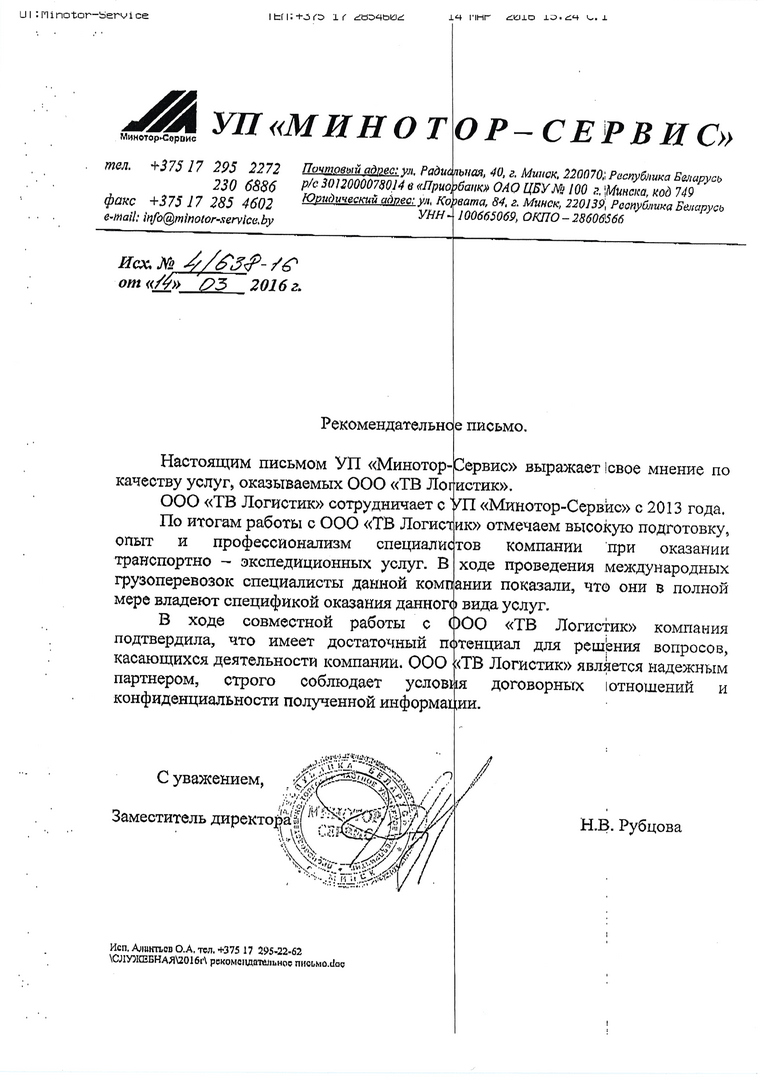 От:Minotor-Service ТЕЛ:+375 17 2854602 14 МАР 2016 15:24 С.1
Минотор-Сервис
УП «МИНОТОР–СЕРВИС»
тел. +375 17 295 2272
230 6886
факс +375 17 285 4602
e-mail: info@minotor-service.by
Почтовый адрес: ул. Радиальная, 40, г. Минск, 220070, Республика Беларусь
р/с 3012000078014 в «Приорбанк» ОАО ЦБУ № 100 г. Минска, код 749
Юридический адрес: ул. Корвата, 84, г. Минск, 220139, Республика Беларусь
УНН – 100665069, ОКПО – 28606566
Исх. № 4/638-16
от «14» 03 2016 г.
Рекомендательное письмо.
Настоящим письмом УП «Минотор-Сервис» выражает свое мнение по
качеству услуг, оказываемых ООО «ТВ Логистик».
ООО «ТВ Логистик» сотрудничает с УП «Минотор-Сервис» с 2013 года.
По итогам работы с ООО «ТВ Логистик» отмечаем высокую подготовку,
опыт и профессионализм специалистов компании при оказании
транспортно – экспедиционных услуг. В ходе проведения международных
грузоперевозок специалисты данной компании показали, что они в полной
мере владеют спецификой оказания данного вида услуг.
В ходе совместной работы с ООО «ТВ Логистик» компания
подтвердила, что имеет достаточный потенциал для решения вопросов,
касающихся деятельности компании. ООО «ТВ Логистик» является надежным
партнером, строго соблюдает условия договорных отношений и
конфиденциальности полученной информации.
С уважением,
Заместитель директора
Н.В. Рубцова
РЕСПУБЛИКА БЕЛАРУСЬ
МИНОТОР
СЕРВИС
г. МИНСК
Исп. Алантьев О.А. тел. +375 17 295-22-62
\СЛУЖЕБНАЯ\2016г\ рекомендательное письмо.doc